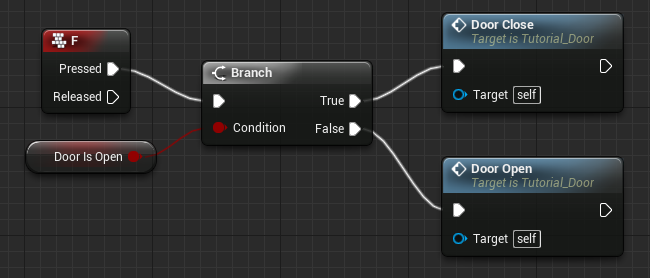 F
Pressed
Released
Door Is Open
Branch
True
Condition
False
Door Close
Target is Tutorial_Door
Target self
Door Open
Target is Tutorial_Door
Target self